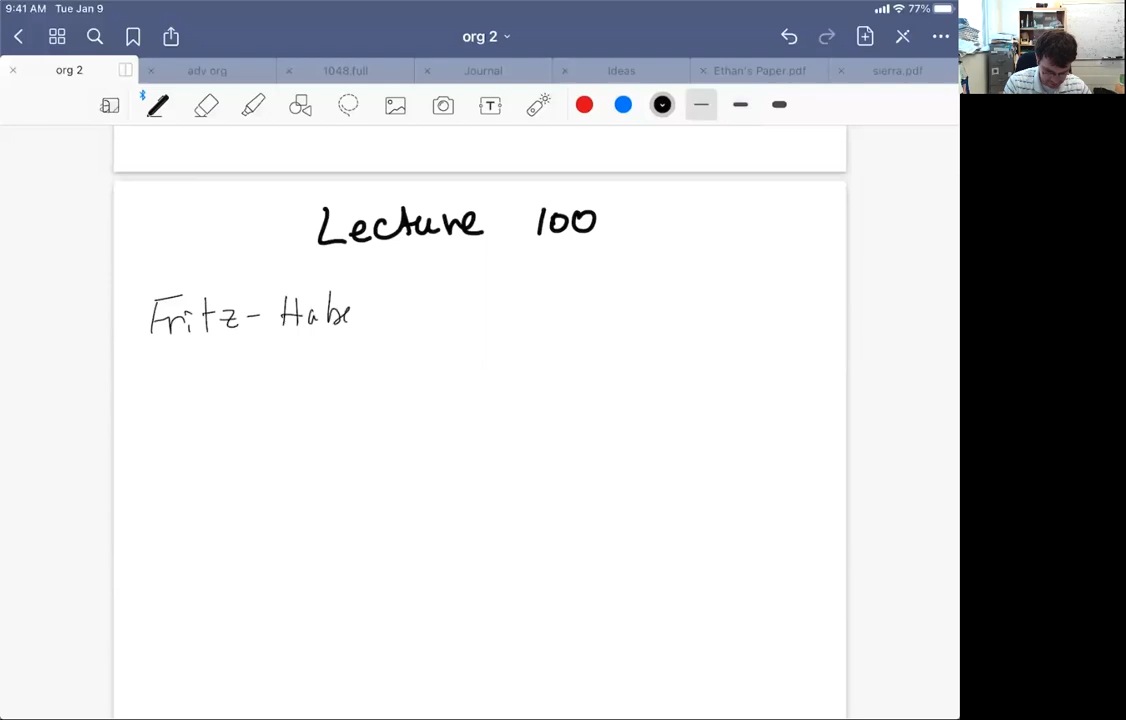 9:41 AM Tue Jan 9
77%
org 2
org 2
adv org
1048.full
Journal
Ideas
Ethan's Paper.pdf
sierra.pdf
T
Lecture 100
Fritz - Habe